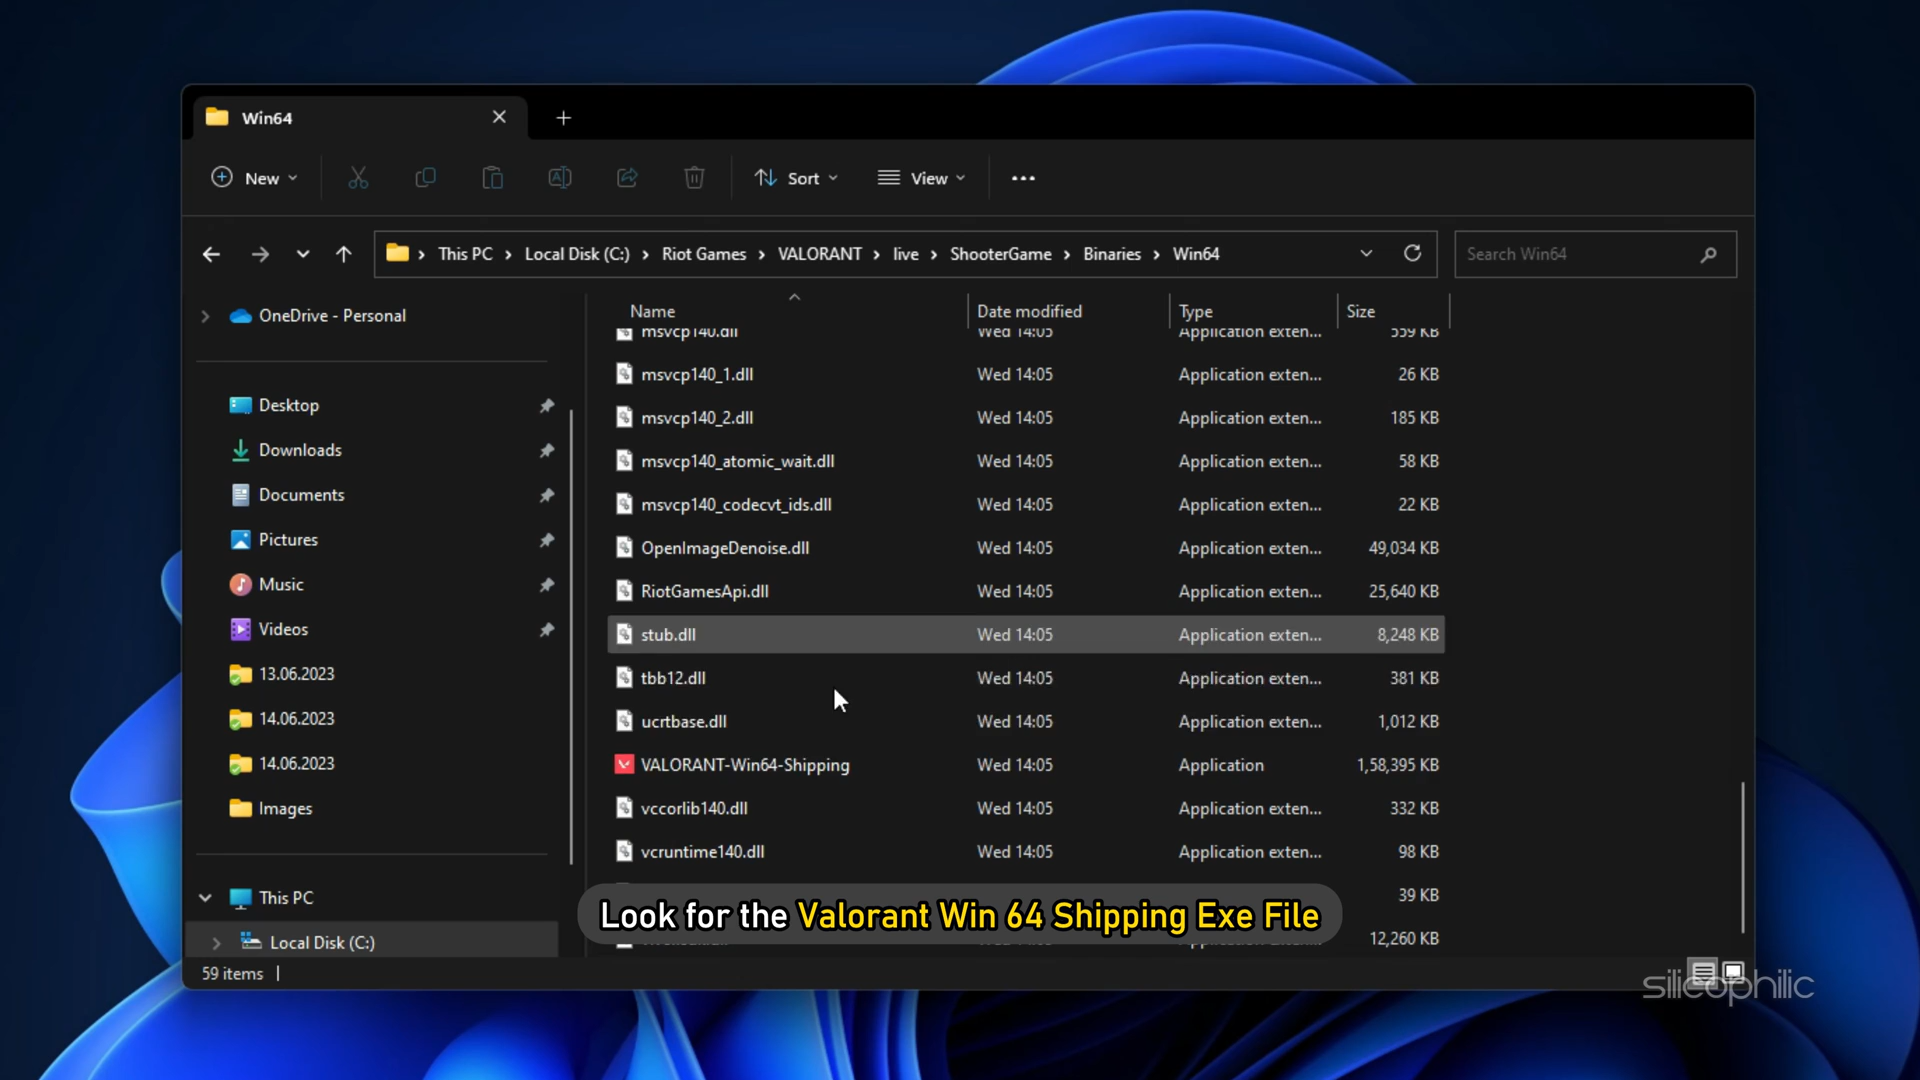 Win64
New
Sort
View
This PC
Local Disk (C:)
Riot Games
VALORANT
live
ShooterGame
Binaries
Win64
Search Win64
OneDrive - Personal
Desktop
Downloads
Documents
Pictures
Music
Videos
13.06.2023
14.06.2023
14.06.2023
Images
This PC
Local Disk (C:)
Name Date modified Type Size
msvcp140.dll Wed 14:05 Application exten... 559 KB
msvcp140_1.dll Wed 14:05 Application exten... 26 KB
msvcp140_2.dll Wed 14:05 Application exten... 185 KB
msvcp140_atomic_wait.dll Wed 14:05 Application exten... 58 KB
msvcp140_codecvt_ids.dll Wed 14:05 Application exten... 22 KB
OpenImageDenoise.dll Wed 14:05 Application exten... 49,034 KB
RiotGamesApi.dll Wed 14:05 Application exten... 25,640 KB
stub.dll Wed 14:05 Application exten... 8,248 KB
tbb12.dll Wed 14:05 Application exten... 381 KB
ucrtbase.dll Wed 14:05 Application exten... 1,012 KB
VALORANT-Win64-Shipping Wed 14:05 Application 1,58,395 KB
vccorlib140.dll Wed 14:05 Application exten... 332 KB
vcruntime140.dll Wed 14:05 Application exten... 98 KB
39 KB
Look for the Valorant Win 64 Shipping Exe File
12,260 KB
59 items
silicophilic